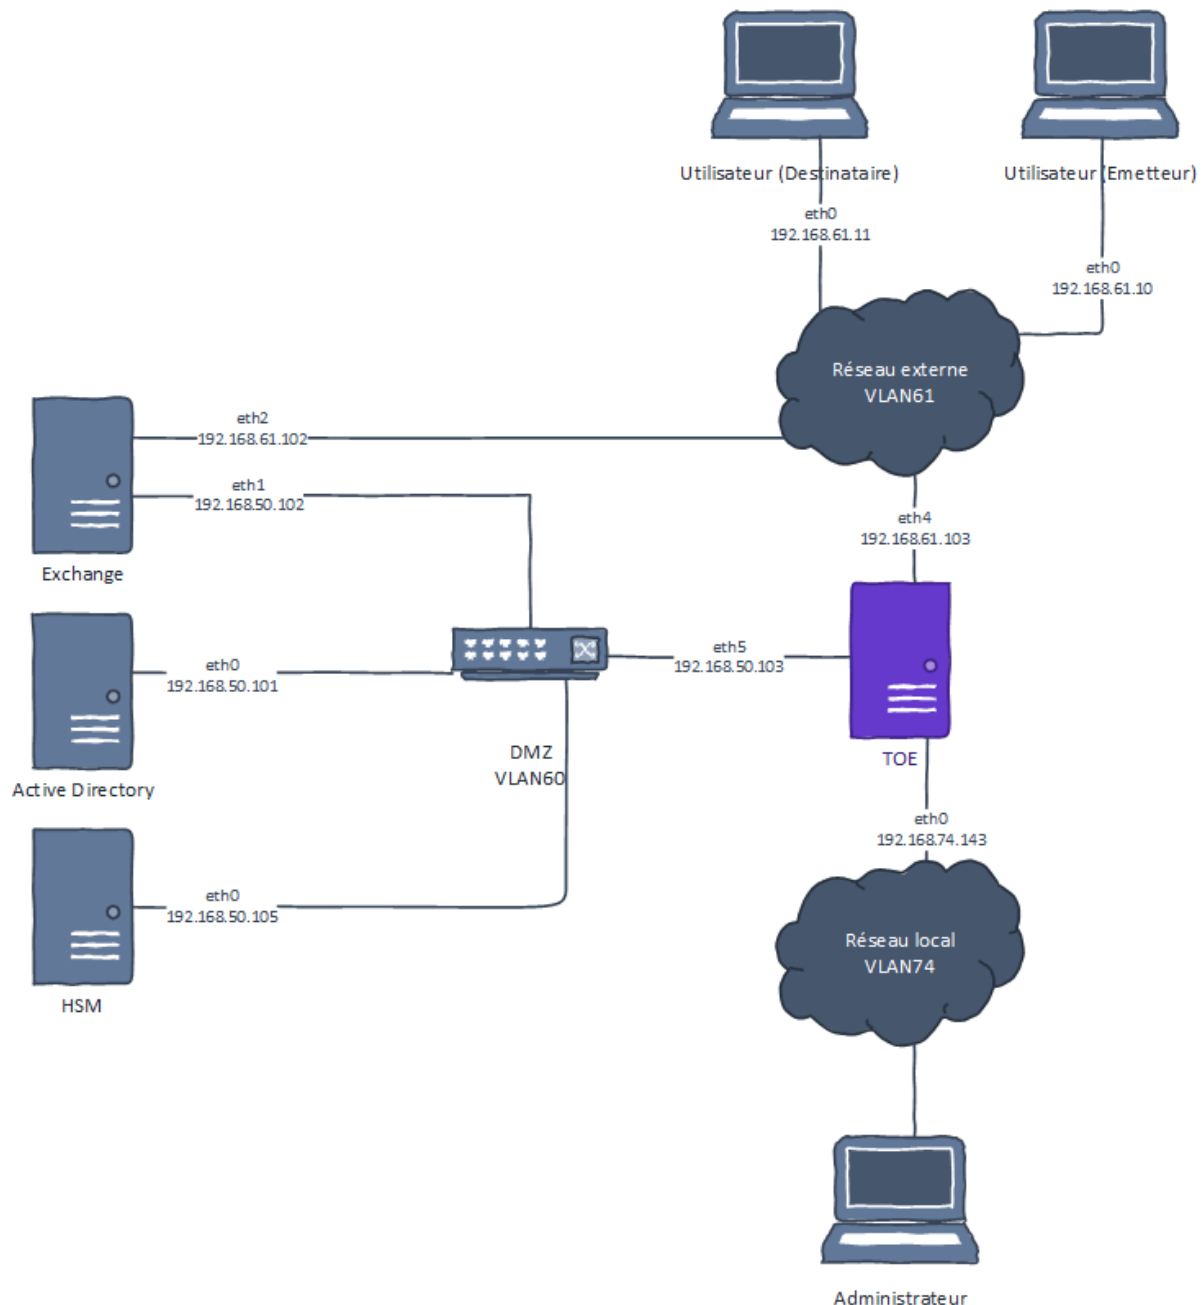 Utilisateur (Destinataire)
Utilisateur (Emetteur)
eth0
192.168.61.11
eth0
192.168.61.10
Réseau externe
VLAN61
eth2
192.168.61.102
eth1
192.168.50.102
Exchange
eth4
192.168.61.103
eth5
192.168.50.103
eth0
192.168.50.101
Active Directory
DMZ
VLAN60
TOE
eth0
192.168.74.143
eth0
192.168.50.105
HSM
Réseau local
VLAN74
Administrateur